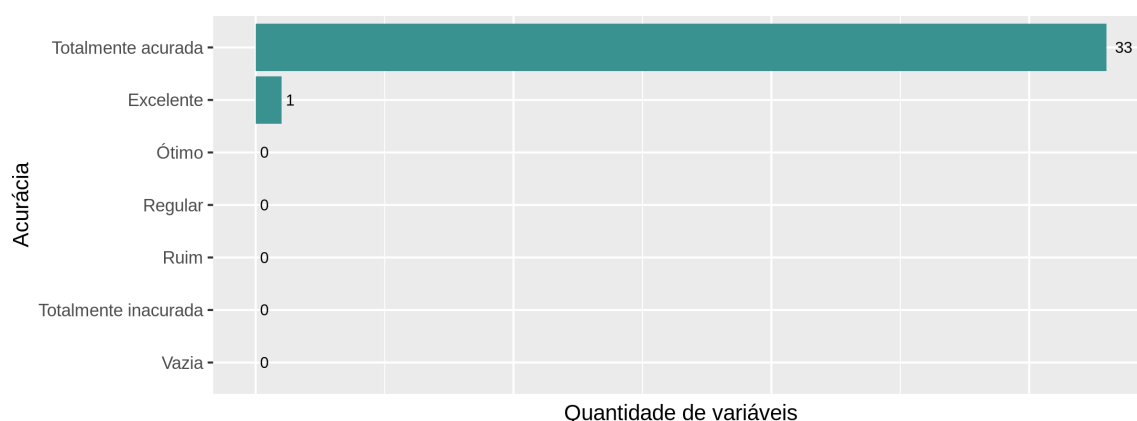 Totalmente acurada
33
Excelente
1
Ótimo
0
Regular
0
Ruim
0
Totalmente inacurada
0
Vazia
0
Acurácia
Quantidade de variáveis